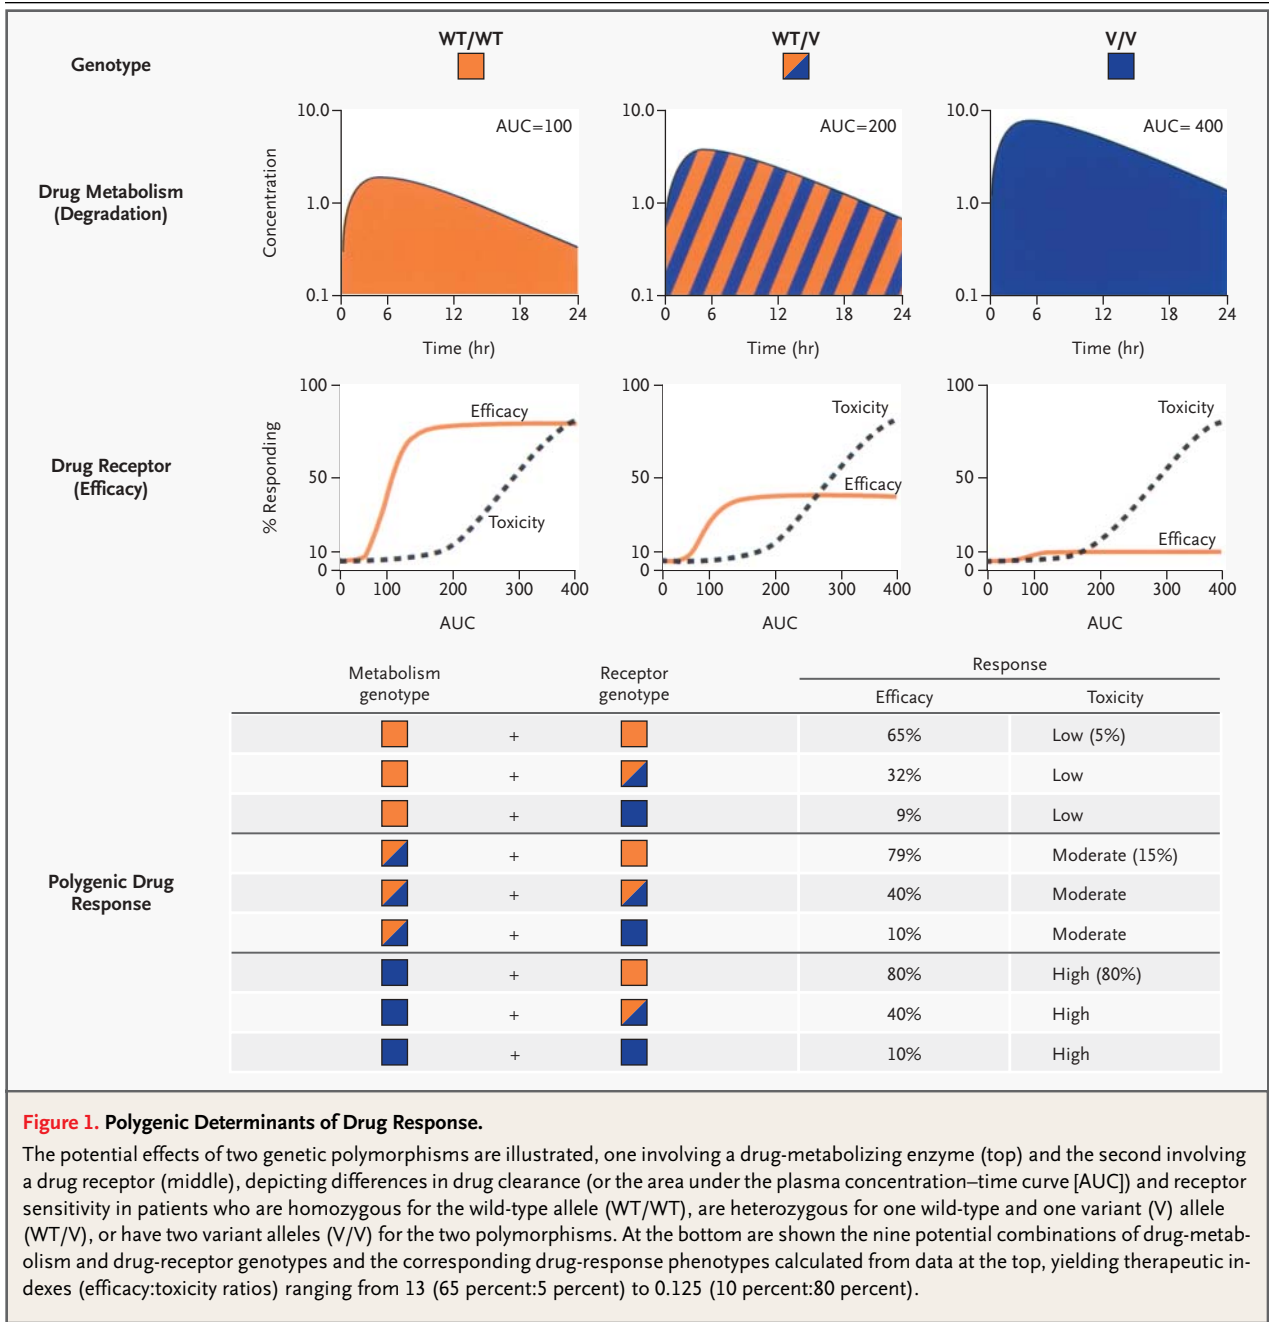 WT/WT
WT/V
V/V
Genotype
10.0
1.0
0.1
Concentration
AUC=100
0 6 12 18 24
Time (hr)
10.0
1.0
0.1
AUC=200
0 6 12 18 24
Time (hr)
10.0
1.0
0.1
AUC= 400
0 6 12 18 24
Time (hr)
Drug Metabolism
(Degradation)
Drug Receptor
(Efficacy)
100
50
10
0
% Responding
Efficacy
Toxicity
0 100 200 300 400
AUC
100
50
10
0
Toxicity
Efficacy
0 100 200 300 400
AUC
100
50
10
0
Toxicity
Efficacy
0 100 200 300 400
AUC
Polygenic Drug
Response
Metabolism
genotype
Receptor
genotype
Response
Efficacy Toxicity
+ 65% Low (5%)
+ 32% Low
+ 9% Low
+ 79% Moderate (15%)
+ 40% Moderate
+ 10% Moderate
+ 80% High (80%)
+ 40% High
+ 10% High
Figure 1. Polygenic Determinants of Drug Response.
The potential effects of two genetic polymorphisms are illustrated, one involving a drug-metabolizing enzyme (top) and the second involving
a drug receptor (middle), depicting differences in drug clearance (or the area under the plasma concentration–time curve [AUC]) and receptor
sensitivity in patients who are homozygous for the wild-type allele (WT/WT), are heterozygous for one wild-type and one variant (V) allele
(WT/V), or have two variant alleles (V/V) for the two polymorphisms. At the bottom are shown the nine potential combinations of drug-metab-
olism and drug-receptor genotypes and the corresponding drug-response phenotypes calculated from data at the top, yielding therapeutic in-
dexes (efficacy:toxicity ratios) ranging from 13 (65 percent:5 percent) to 0.125 (10 percent:80 percent).